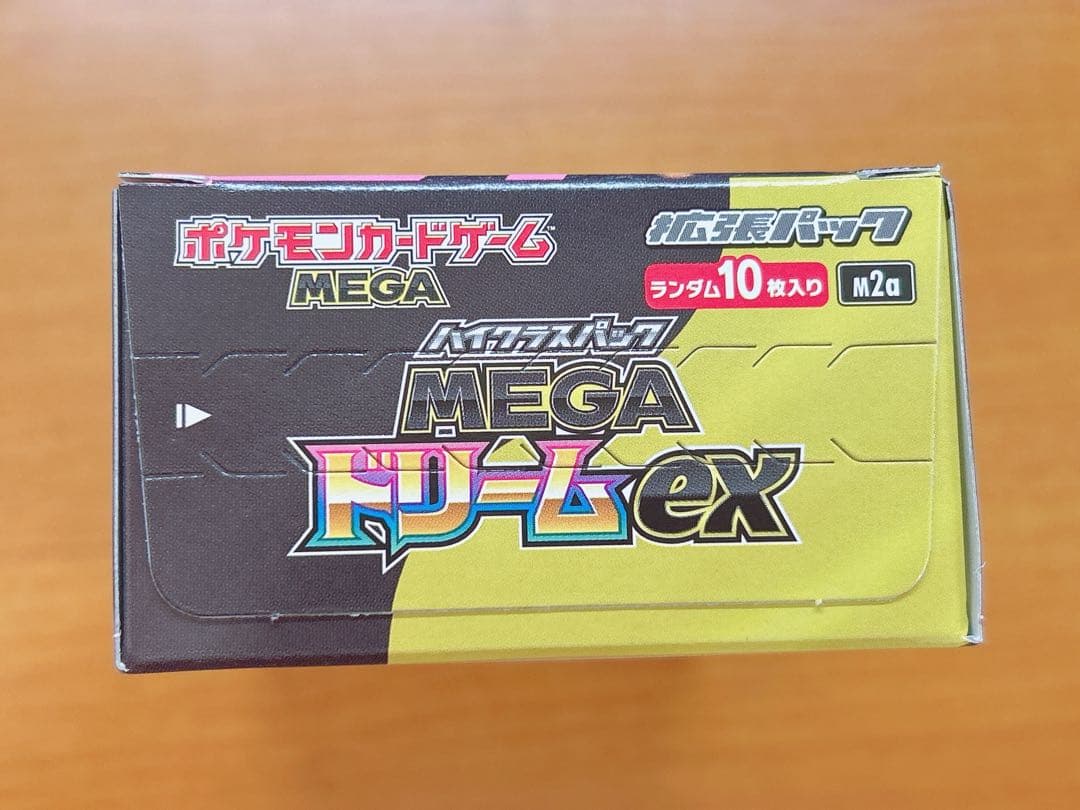 ポケモンカードゲーム™
MEGA
拡張パック
ランダム10枚入り
M2a
ハイクラスパック
MEGA
ドリームex